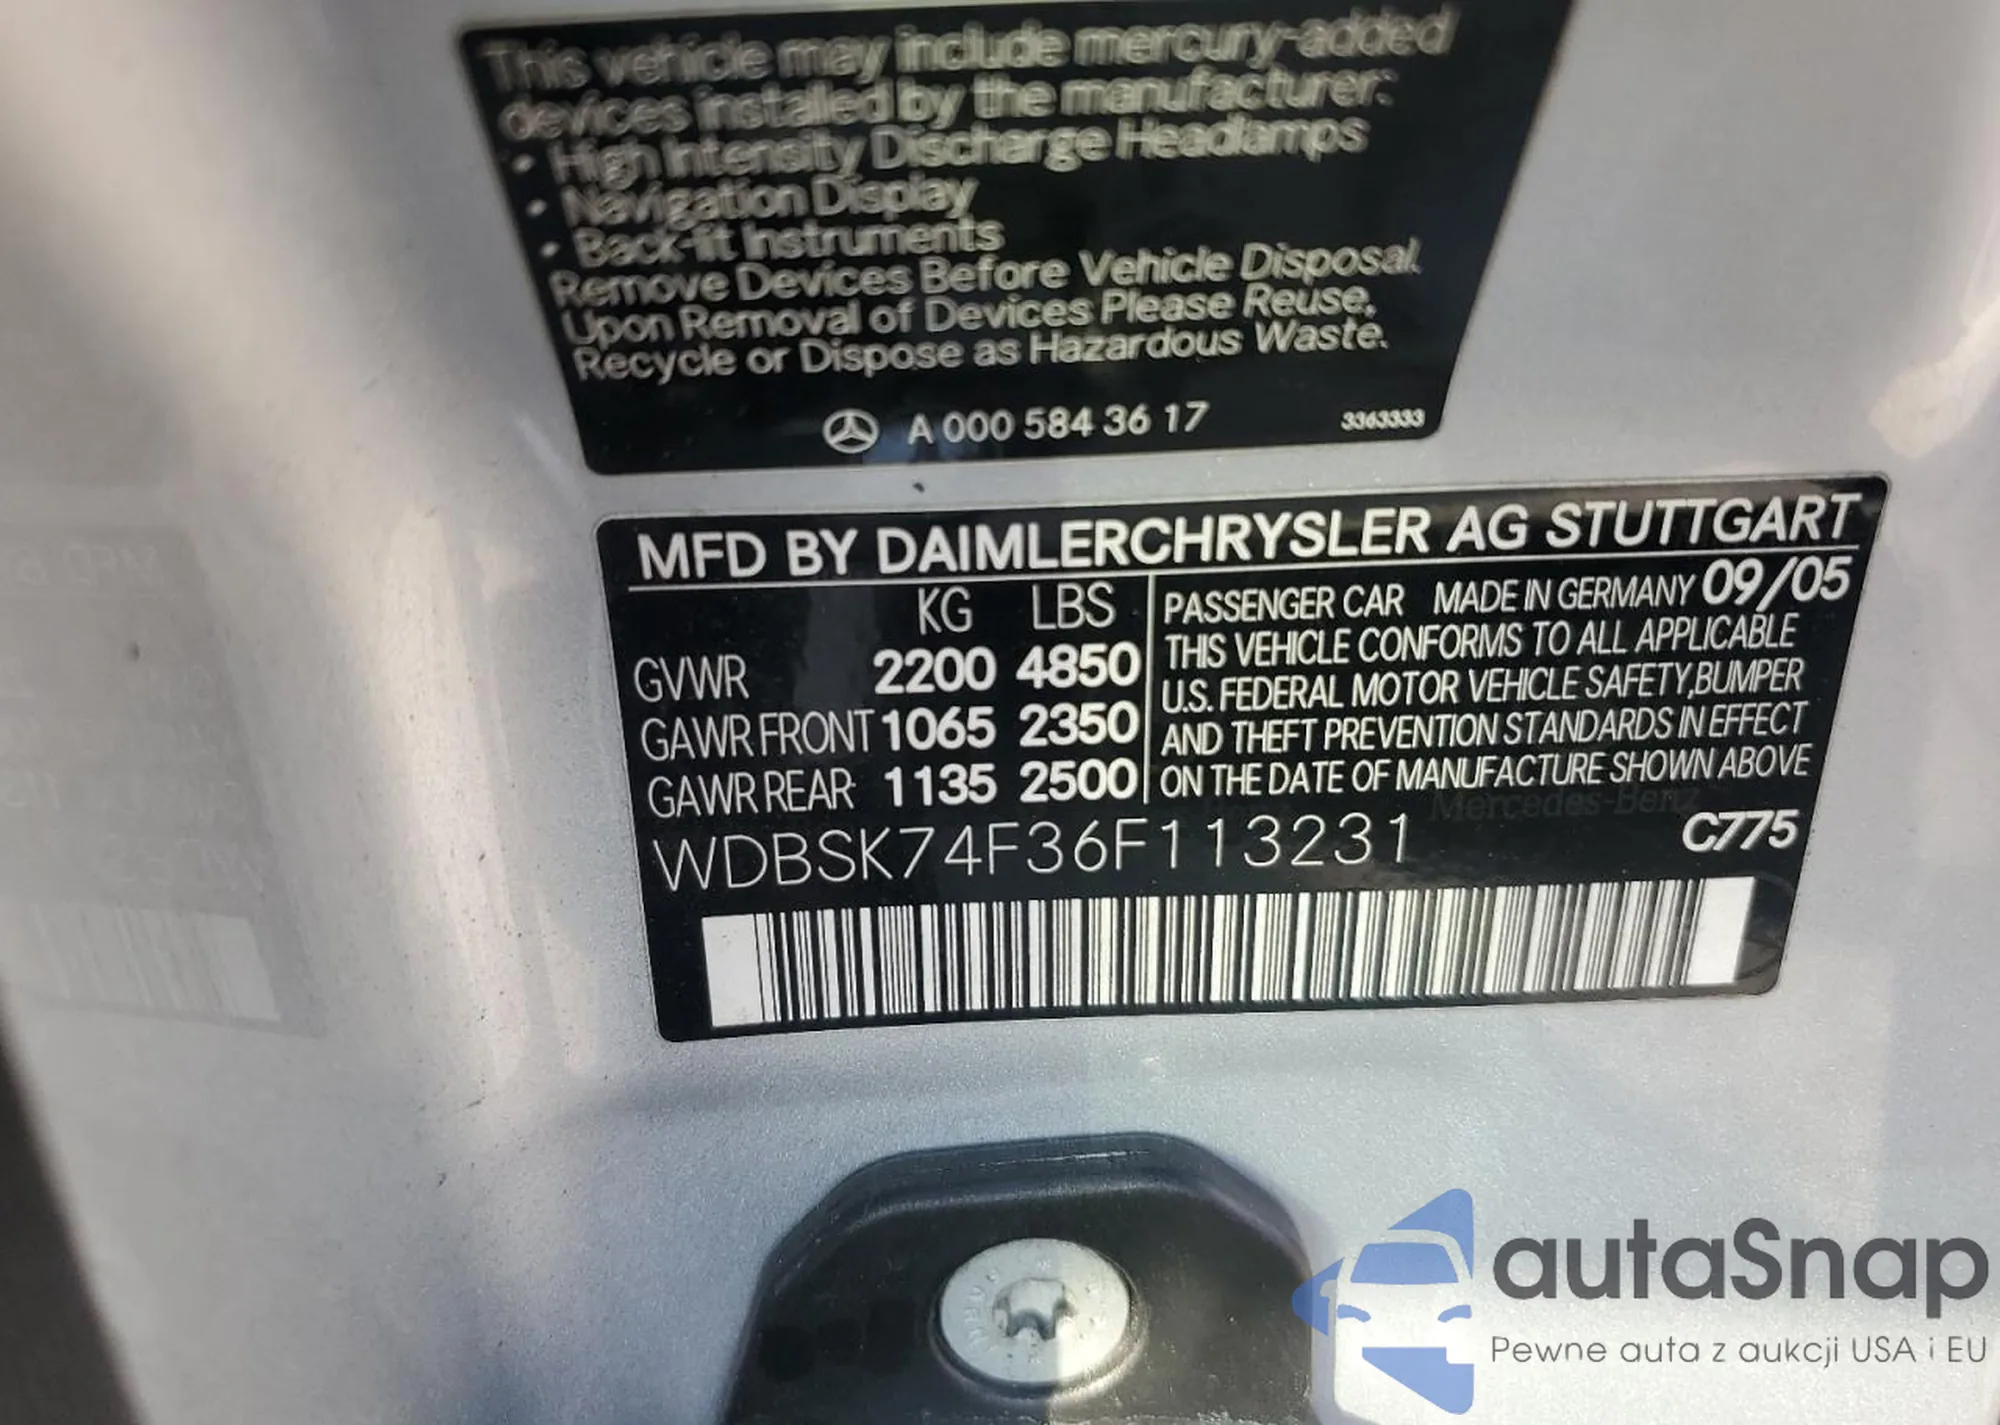 This vehicle may include mercury-added
devices installed by the manufacturer:
• High Intensity Discharge Headlamps
• Navigation Display
• Back-fit Instruments
Remove Devices Before Vehicle Disposal.
Upon Removal of Devices Please Reuse,
Recycle or Dispose as Hazardous Waste.
A 000 584 36 17 3363333
MFD BY DAIMLERCHRYSLER AG STUTTGART
KG LBS
GVWR 2200 4850
GAWR FRONT 1065 2350
GAWR REAR 1135 2500
PASSENGER CAR MADE IN GERMANY 09/05
THIS VEHICLE CONFORMS TO ALL APPLICABLE
U.S. FEDERAL MOTOR VEHICLE SAFETY,BUMPER
AND THEFT PREVENTION STANDARDS IN EFFECT
ON THE DATE OF MANUFACTURE SHOWN ABOVE
Mercedes-Benz
WDBSK74F36F113231 C775
autaSnap
Pewne auta z aukcji USA i EU